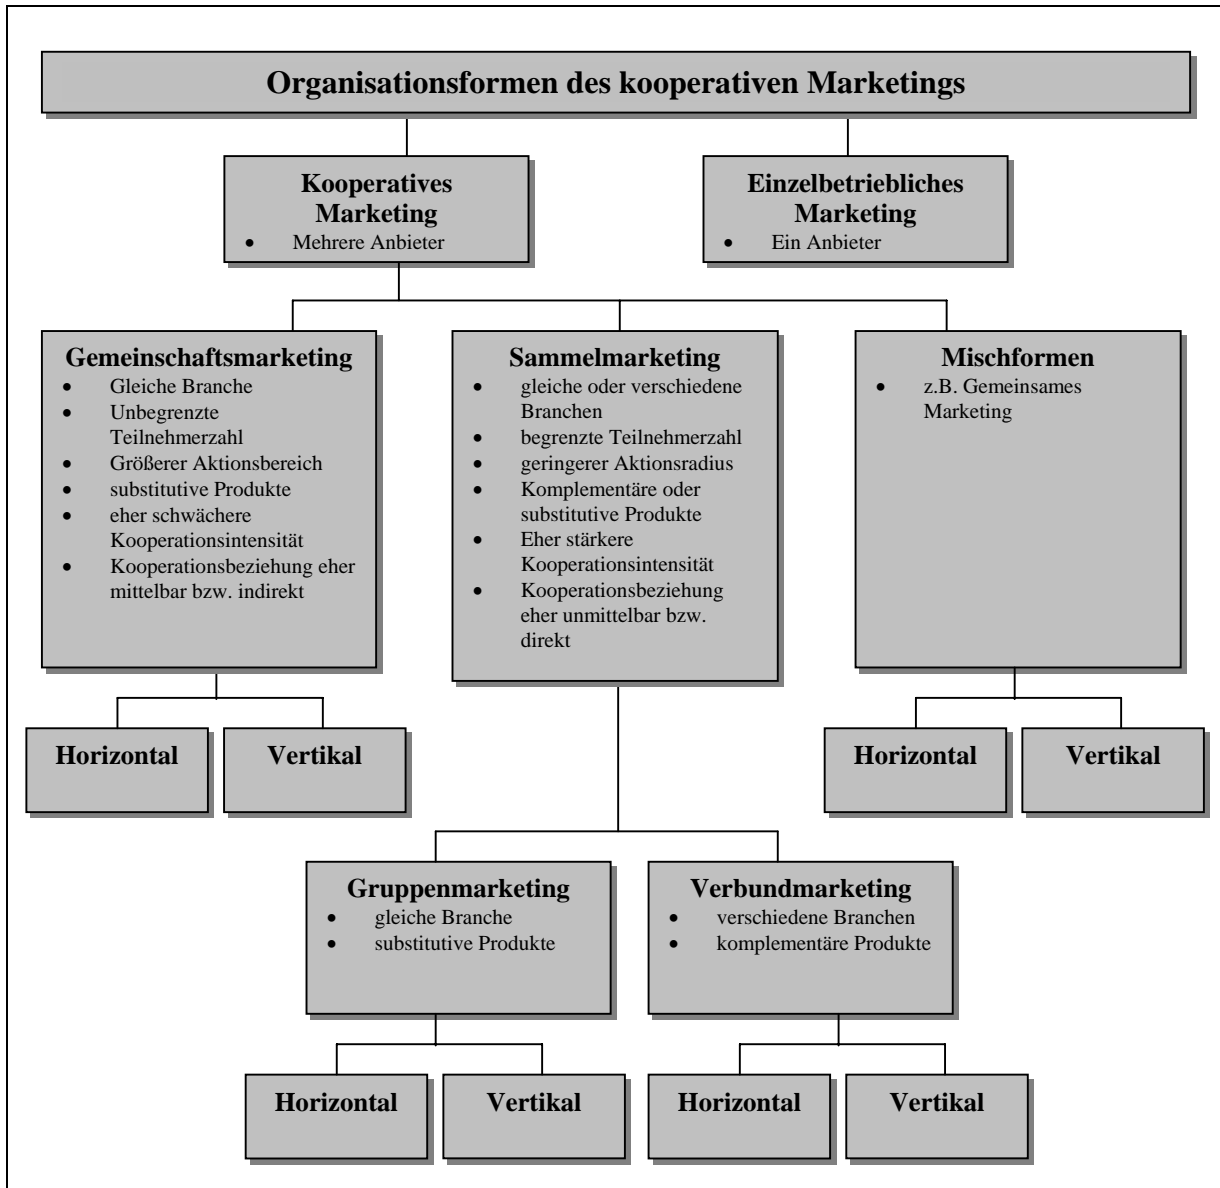 Organisationsformen des kooperativen Marketings
Kooperatives
Marketing
• Mehrere Anbieter
Einzelbetriebliches
Marketing
• Ein Anbieter
Gemeinschaftsmarketing
• Gleiche Branche
• Unbegrenzte
Teilnehmerzahl
• Größerer Aktionsbereich
• substitutive Produkte
• eher schwächere
Kooperationsintensität
• Kooperationsbeziehung eher
mittelbar bzw. indirekt
Sammelmarketing
• gleiche oder verschiedene
Branchen
• begrenzte Teilnehmerzahl
• geringerer Aktionsradius
• Komplementäre oder
substitutive Produkte
• Eher stärkere
Kooperationsintensität
• Kooperationsbeziehung
eher unmittelbar bzw.
direkt
Mischformen
• z.B. Gemeinsames
Marketing
Horizontal
Vertikal
Horizontal
Vertikal
Gruppenmarketing
• gleiche Branche
• substitutive Produkte
Verbundmarketing
• verschiedene Branchen
• komplementäre Produkte
Horizontal
Vertikal
Horizontal
Vertikal